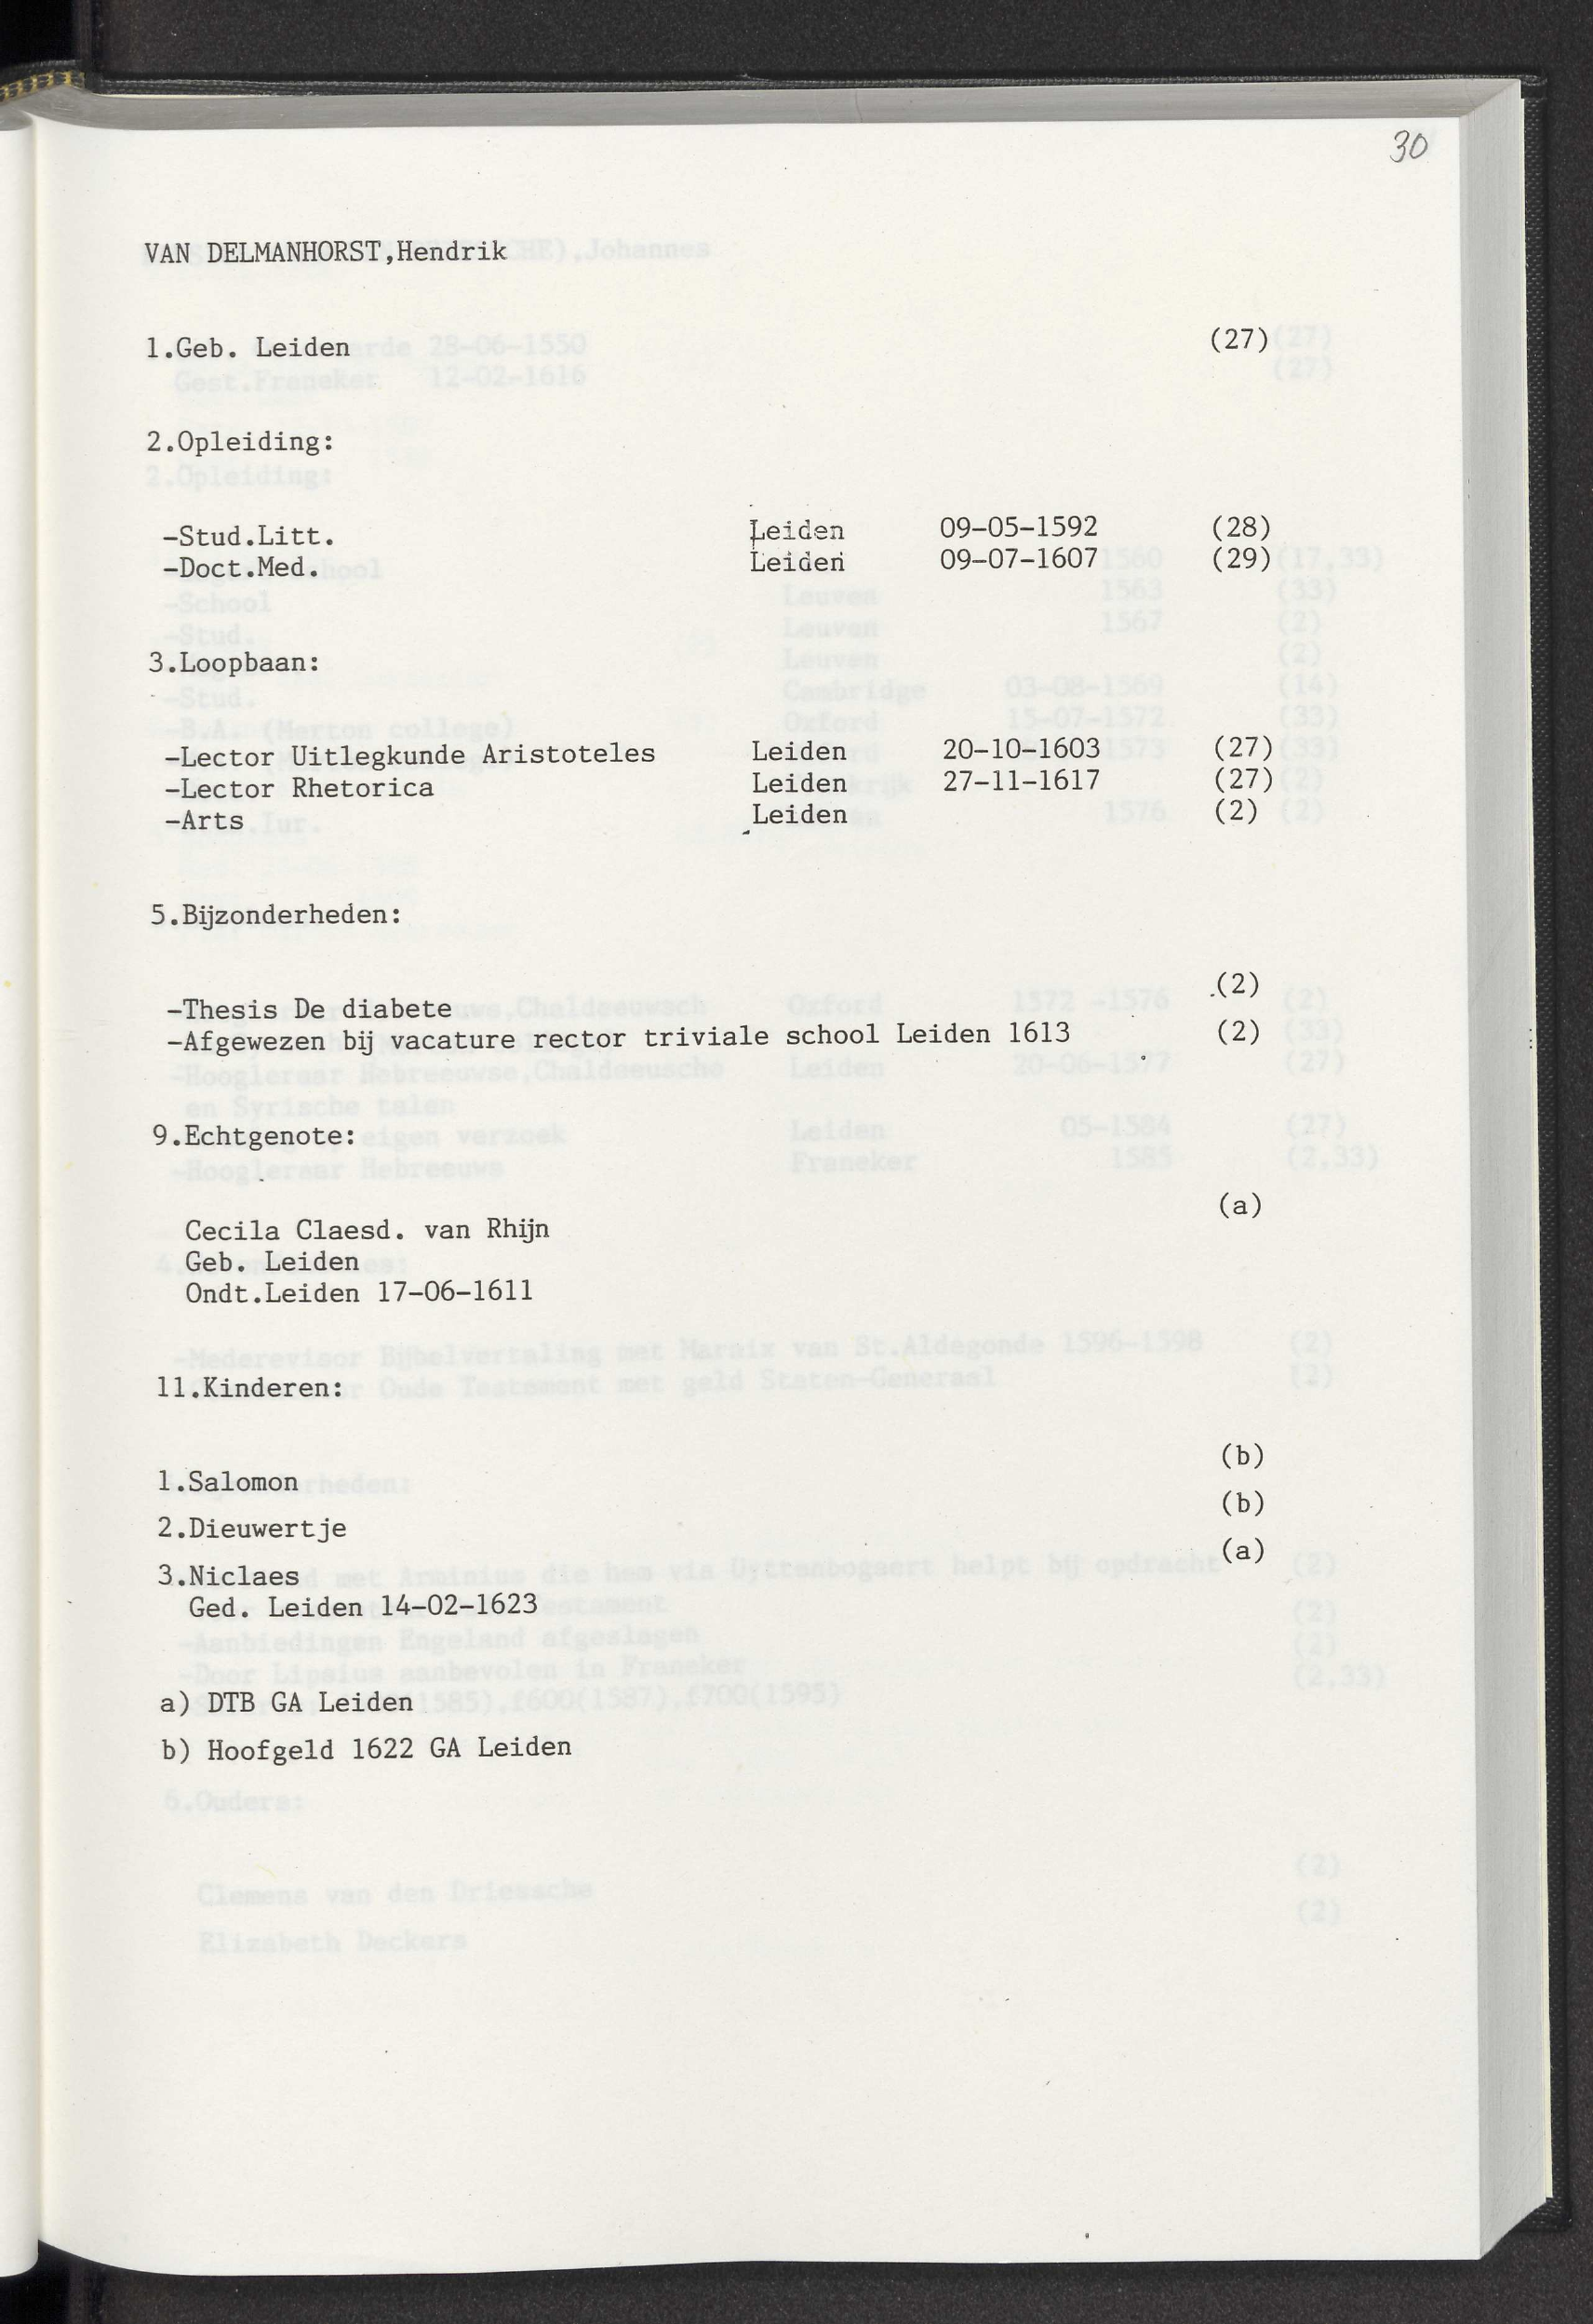 30
VAN DELMANHORST,Hendrik
1.Geb. Leiden (27)
2.Opleiding:
-Stud.Litt. Leiden 09-05-1592 (28)
-Doct.Med. Leiden 09-07-1607 (29)
3.Loopbaan:
-Lector Uitlegkunde Aristoteles Leiden 20-10-1603 (27)
-Lector Rhetorica Leiden 27-11-1617 (27)
-Arts Leiden (2)
5.Bijzonderheden:
-Thesis De diabete (2)
-Afgewezen bij vacature rector triviale school Leiden 1613 (2)
9.Echtgenote:
Cecila Claesd. van Rhijn (a)
Geb. Leiden
Ondt.Leiden 17-06-1611
11.Kinderen:
1.Salomon (b)
2.Dieuwertje (b)
3.Niclaes (a)
Ged. Leiden 14-02-1623
a) DTB GA Leiden
b) Hoofgeld 1622 GA Leiden